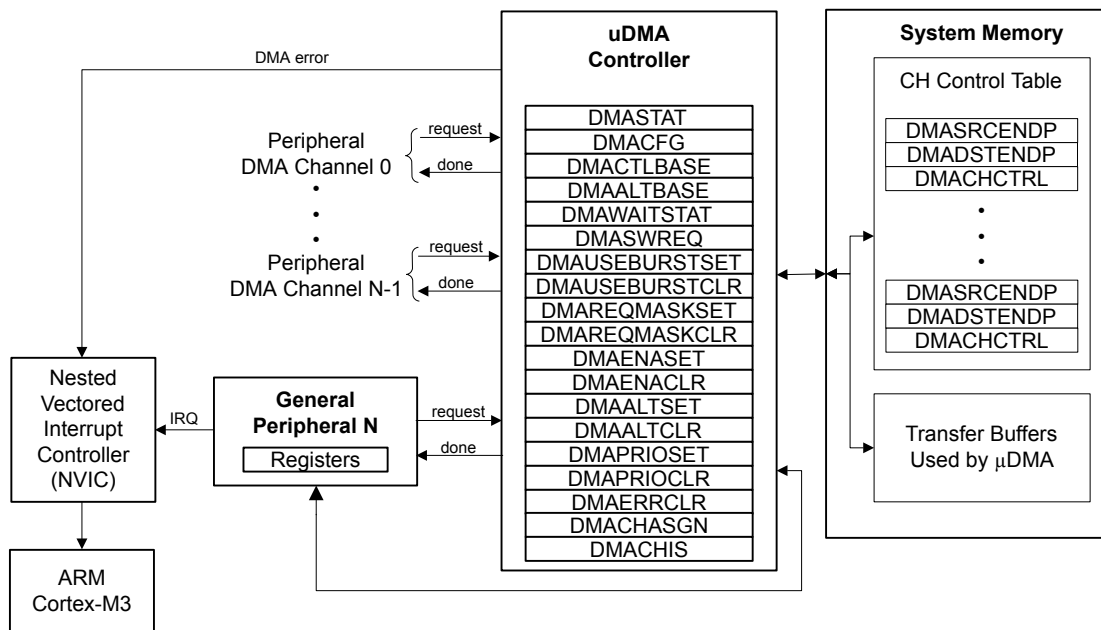 uDMA
Controller
DMASTAT
DMACFG
DMACTLBASE
DMAALTBASE
DMAWAITSTAT
DMASWREQ
DMAUSEBURSTSET
DMAUSEBURSTCLR
DMAREQMASKSET
DMAREQMASKCLR
DMAENASET
DMAENACLR
DMAALTSET
DMAALTCLR
DMAPRIOSET
DMAPRIOCLR
DMAERRCLR
DMACHASGN
DMACHIS
System Memory
CH Control Table
DMASRCENDP
DMADSTENDP
DMACHCTRL
•
•
•
DMASRCENDP
DMADSTENDP
DMACHCTRL
Transfer Buffers
Used by μDMA
DMA error
Peripheral
DMA Channel 0
request
done
•
•
•
Peripheral
DMA Channel N-1
request
done
Nested
Vectored
Interrupt
Controller
(NVIC)
IRQ
General
Peripheral N
Registers
request
done
ARM
Cortex-M3